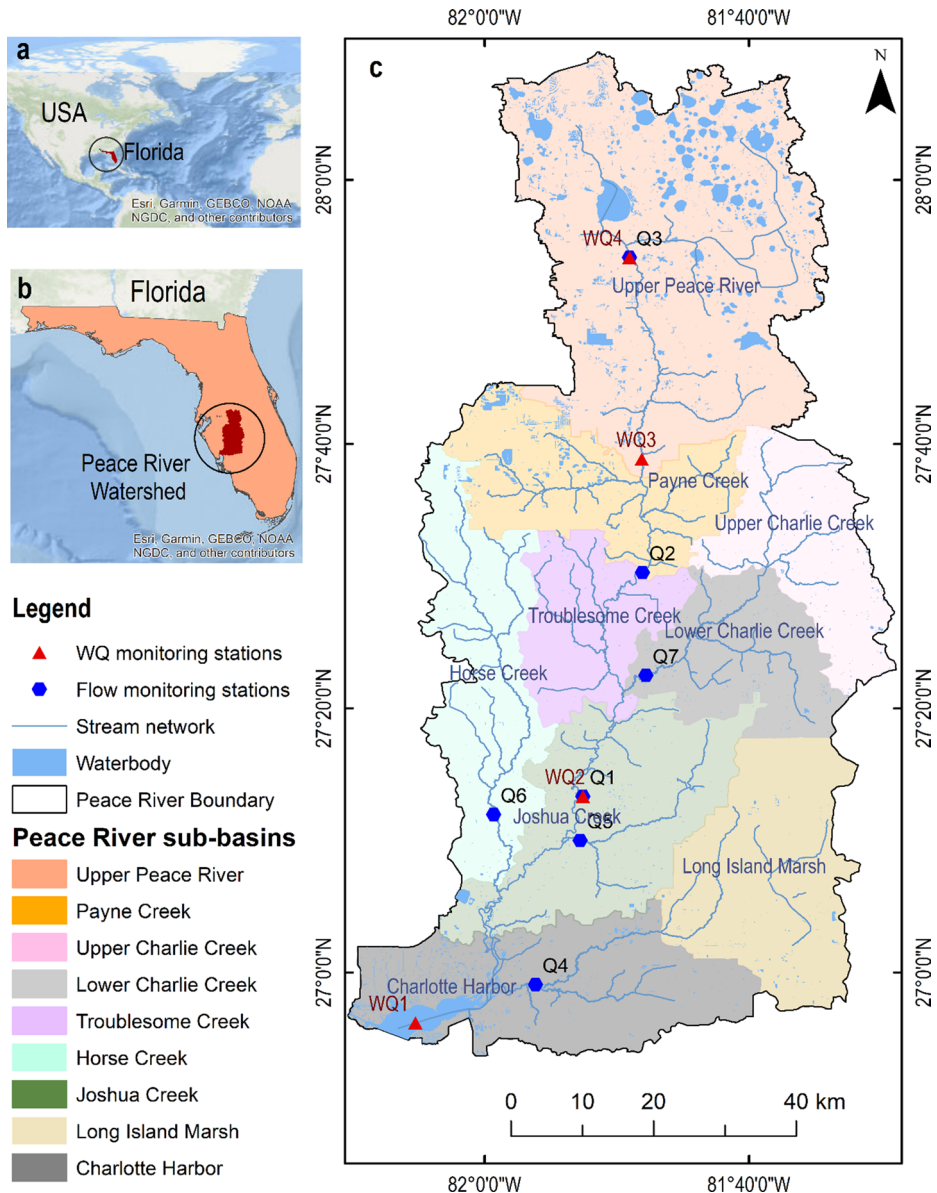 a
USA
Florida
Esri, Garmin, GEBCO, NOAA
NGDC, and other contributors
b
Florida
Peace River
Watershed
Esri, Garmin, GEBCO, NOAA
NGDC, and other contributors
Legend
WQ monitoring stations
Flow monitoring stations
Stream network
Waterbody
Peace River Boundary
Peace River sub-basins
Upper Peace River
Payne Creek
Upper Charlie Creek
Lower Charlie Creek
Troublesome Creek
Horse Creek
Joshua Creek
Long Island Marsh
Charlotte Harbor
82°0'0"W
81°40'0"W
c
N
28°0'0"N
28°0'0"N
WQ4
Q3
Upper Peace River
27°40'0"N
27°40'0"N
WQ3
Payne Creek
Upper Charlie Creek
Q2
Troublesome Creek
Lower Charlie Creek
Q7
Horse Creek
27°20'0"N
27°20'0"N
WQ2
Q1
Q6
Joshua Creek
Q5
Long Island Marsh
27°0'0"N
27°0'0"N
Q4
Charlotte Harbor
WQ1
0
10
20
40 km
82°0'0"W
81°40'0"W